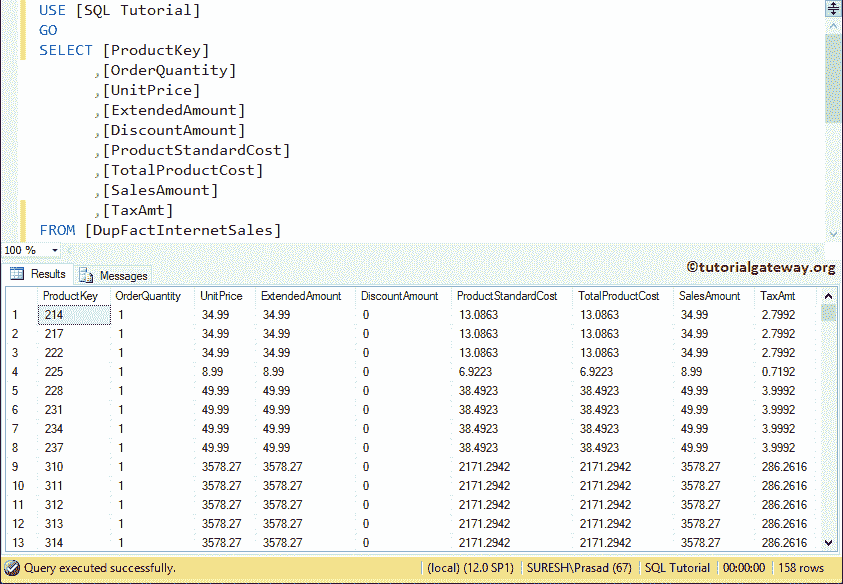 USE [SQL Tutorial]
GO
SELECT [ProductKey]
,[OrderQuantity]
,[UnitPrice]
,[ExtendedAmount]
,[DiscountAmount]
,[ProductStandardCost]
,[TotalProductCost]
,[SalesAmount]
,[TaxAmt]
FROM [DupFactInternetSales]
100 %
Results Messages ©tutorialgateway.org
ProductKey OrderQuantity UnitPrice ExtendedAmount DiscountAmount ProductStandardCost TotalProductCost SalesAmount TaxAmt
1 214 1 34.99 34.99 0 13.0863 13.0863 34.99 2.7992
2 217 1 34.99 34.99 0 13.0863 13.0863 34.99 2.7992
3 222 1 34.99 34.99 0 13.0863 13.0863 34.99 2.7992
4 225 1 8.99 8.99 0 6.9223 6.9223 8.99 0.7192
5 228 1 49.99 49.99 0 38.4923 38.4923 49.99 3.9992
6 231 1 49.99 49.99 0 38.4923 38.4923 49.99 3.9992
7 234 1 49.99 49.99 0 38.4923 38.4923 49.99 3.9992
8 237 1 49.99 49.99 0 38.4923 38.4923 49.99 3.9992
9 310 1 3578.27 3578.27 0 2171.2942 2171.2942 3578.27 286.2616
10 311 1 3578.27 3578.27 0 2171.2942 2171.2942 3578.27 286.2616
11 312 1 3578.27 3578.27 0 2171.2942 2171.2942 3578.27 286.2616
12 313 1 3578.27 3578.27 0 2171.2942 2171.2942 3578.27 286.2616
13 314 1 3578.27 3578.27 0 2171.2942 2171.2942 3578.27 286.2616
Query executed successfully. (local) (12.0 SP1) SURESH\Prasad (67) SQL Tutorial 00:00:00 158 rows